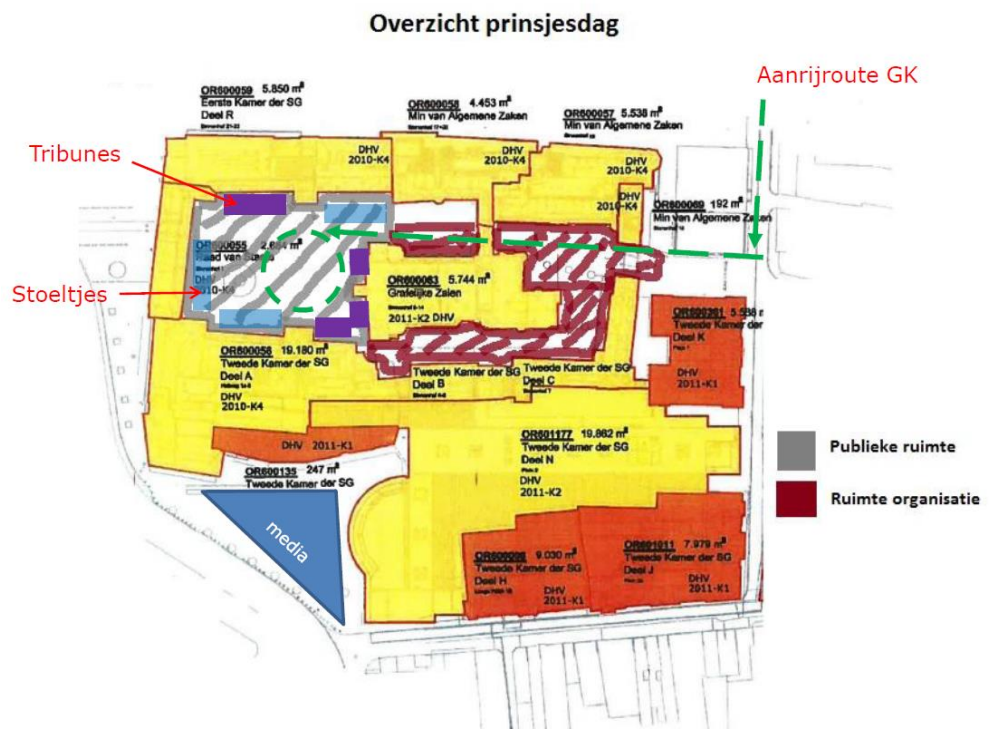 Overzicht prinsjesdag
Aanrijroute GK
OR600059 5.850 m²
Eerste Kamer der SG
Deel R
OR600058 4.453 m²
Min van Algemene Zaken
OR600057 5.538 m²
Min van Algemene Zaken
Tribunes
DHV
2010-K4
DHV
2010-K4
DHV
2010-K4
DHV
2010-K4
OR600069 192 m²
Min van Algemene Zaken
OR600055
Raad van
DHV
2010-K4
Stoeltjes
OR600063 5.744 m²
Grafelijke Zalen
2011-K2 DHV
OR600056 19.180 m²
Tweede Kamer der SG
Deel A
DHV
2010-K4
Tweede Kamer der SG
Deel B
Tweede Kamer der SG
Deel C
Tweede Kamer der
Deel K
DHV
2011-K1
DHV 2011-K1
OR600135 247 m²
Tweede Kamer der SG
OR601177 19.862 m²
Tweede Kamer der SG
Deel N
DHV
2011-K2
media
9.030 m²
Tweede Kamer der SG
Deel H
DHV
2011-K1
OR601011 7.979 m²
Tweede Kamer der SG
Deel J
DHV
2011-K1
Publieke ruimte
Ruimte organisatie